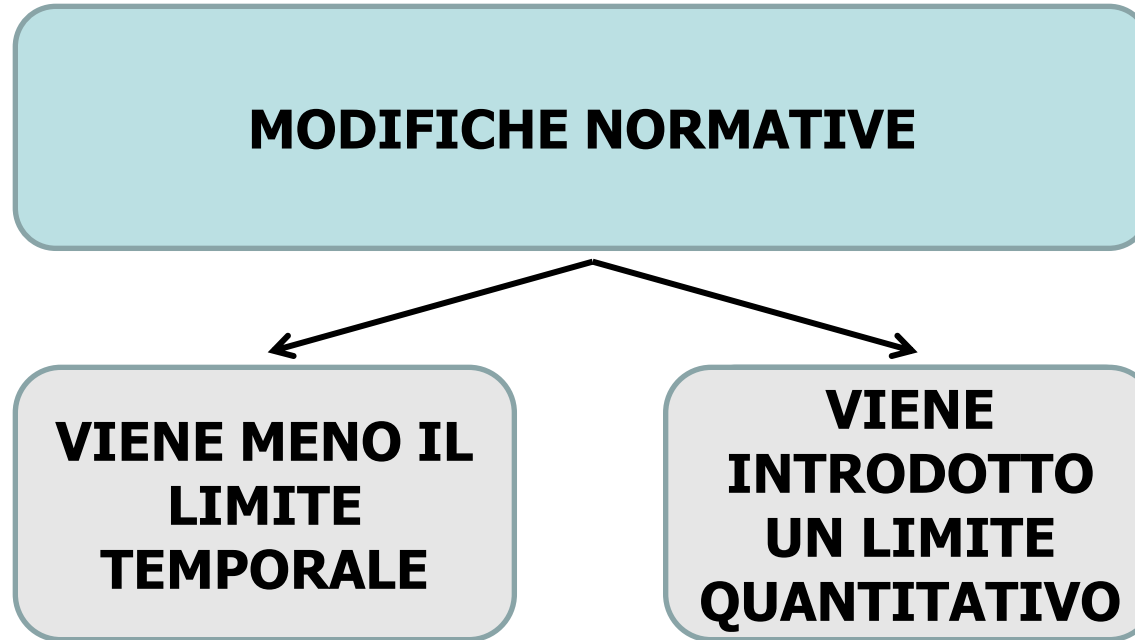 MODIFICHE NORMATIVE
VIENE MENO IL
LIMITE
TEMPORALE
VIENE
INTRODOTTO
UN LIMITE
QUANTITATIVO